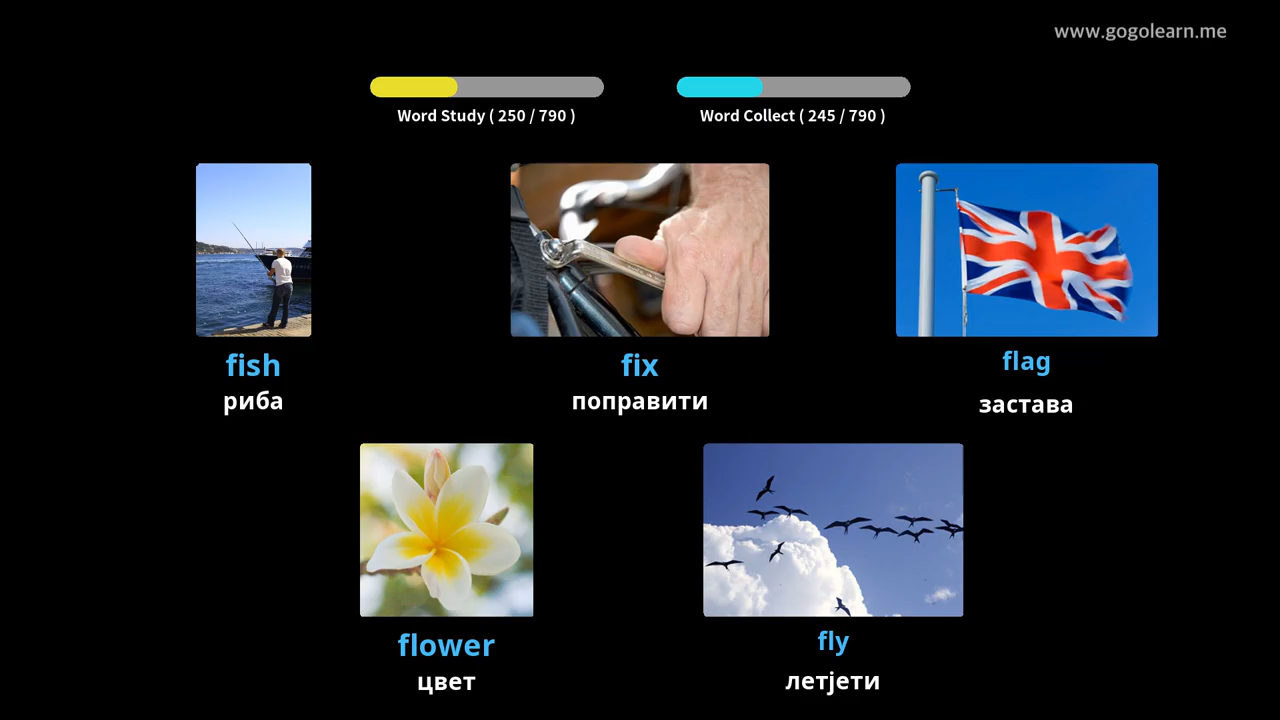 www.gogolearn.me
Word Study ( 250 / 790 )
Word Collect ( 245 / 790 )
fish
риба
fix
поправити
flag
застава
flower
цвет
fly
летјети